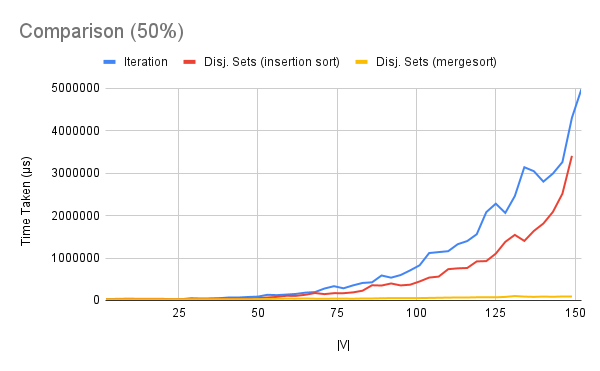 Comparison (50%)
Iteration Disj. Sets (insertion sort) Disj. Sets (mergesort)
5000000
4000000
3000000
2000000
1000000
0
Time Taken (µs)
25 50 75 100 125 150
|V|